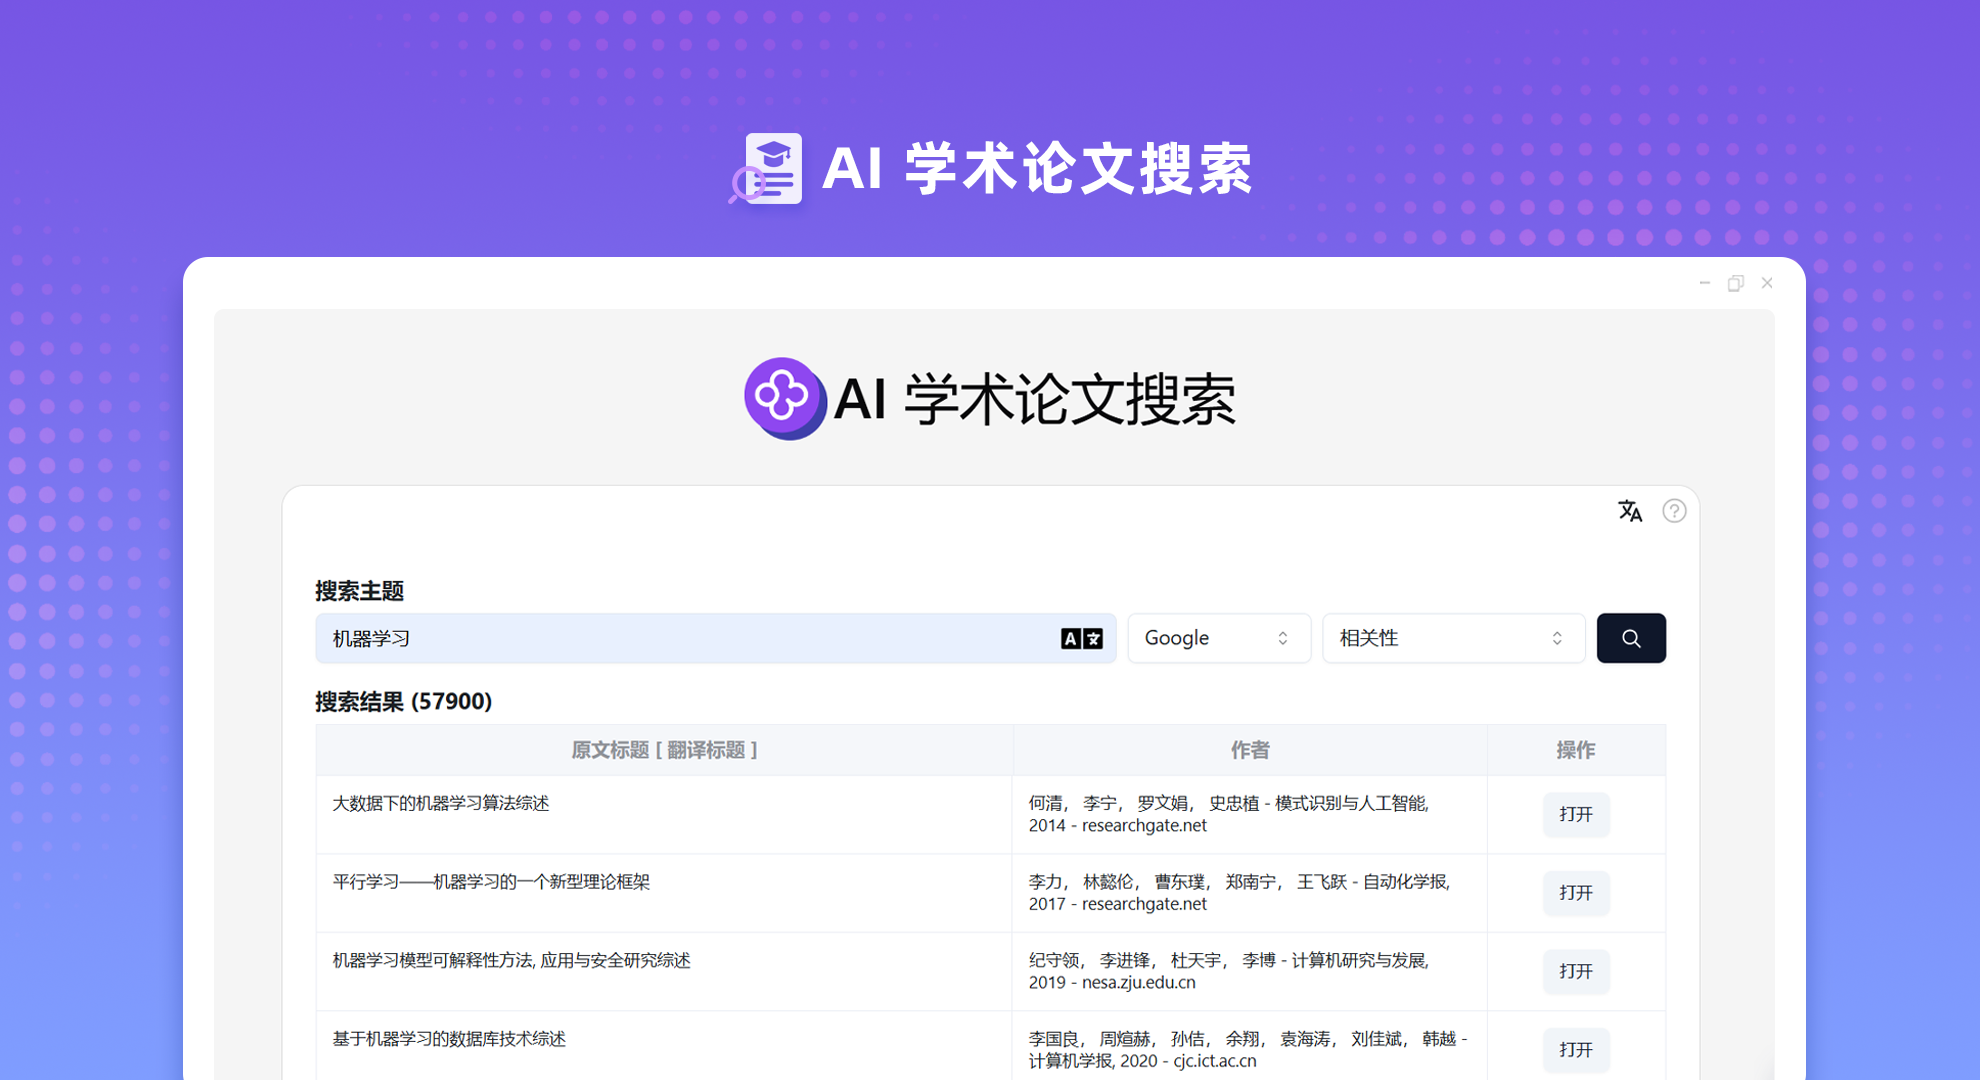 AI 学术论文搜索
AI 学术论文搜索
搜索主题
机器学习
Google
相关性
搜索结果 (57900)
原文标题 [ 翻译标题 ]
作者
操作
大数据下的机器学习算法综述
何清， 李宁， 罗文娟， 史忠植 - 模式识别与人工智能,
2014 - researchgate.net
打开
平行学习——机器学习的一个新型理论框架
李力， 林懿伦， 曹东璞， 郑南宁， 王飞跃 - 自动化学报,
2017 - researchgate.net
打开
机器学习模型可解释性方法, 应用与安全研究综述
纪守领， 李进锋， 杜天宇， 李博 - 计算机研究与发展,
2019 - nesa.zju.edu.cn
打开
基于机器学习的数据库技术综述
李国良， 周煊赫， 孙佶， 余翔， 袁海涛， 刘佳斌， 韩越 -
计算机学报, 2020 - cjc.ict.ac.cn
打开